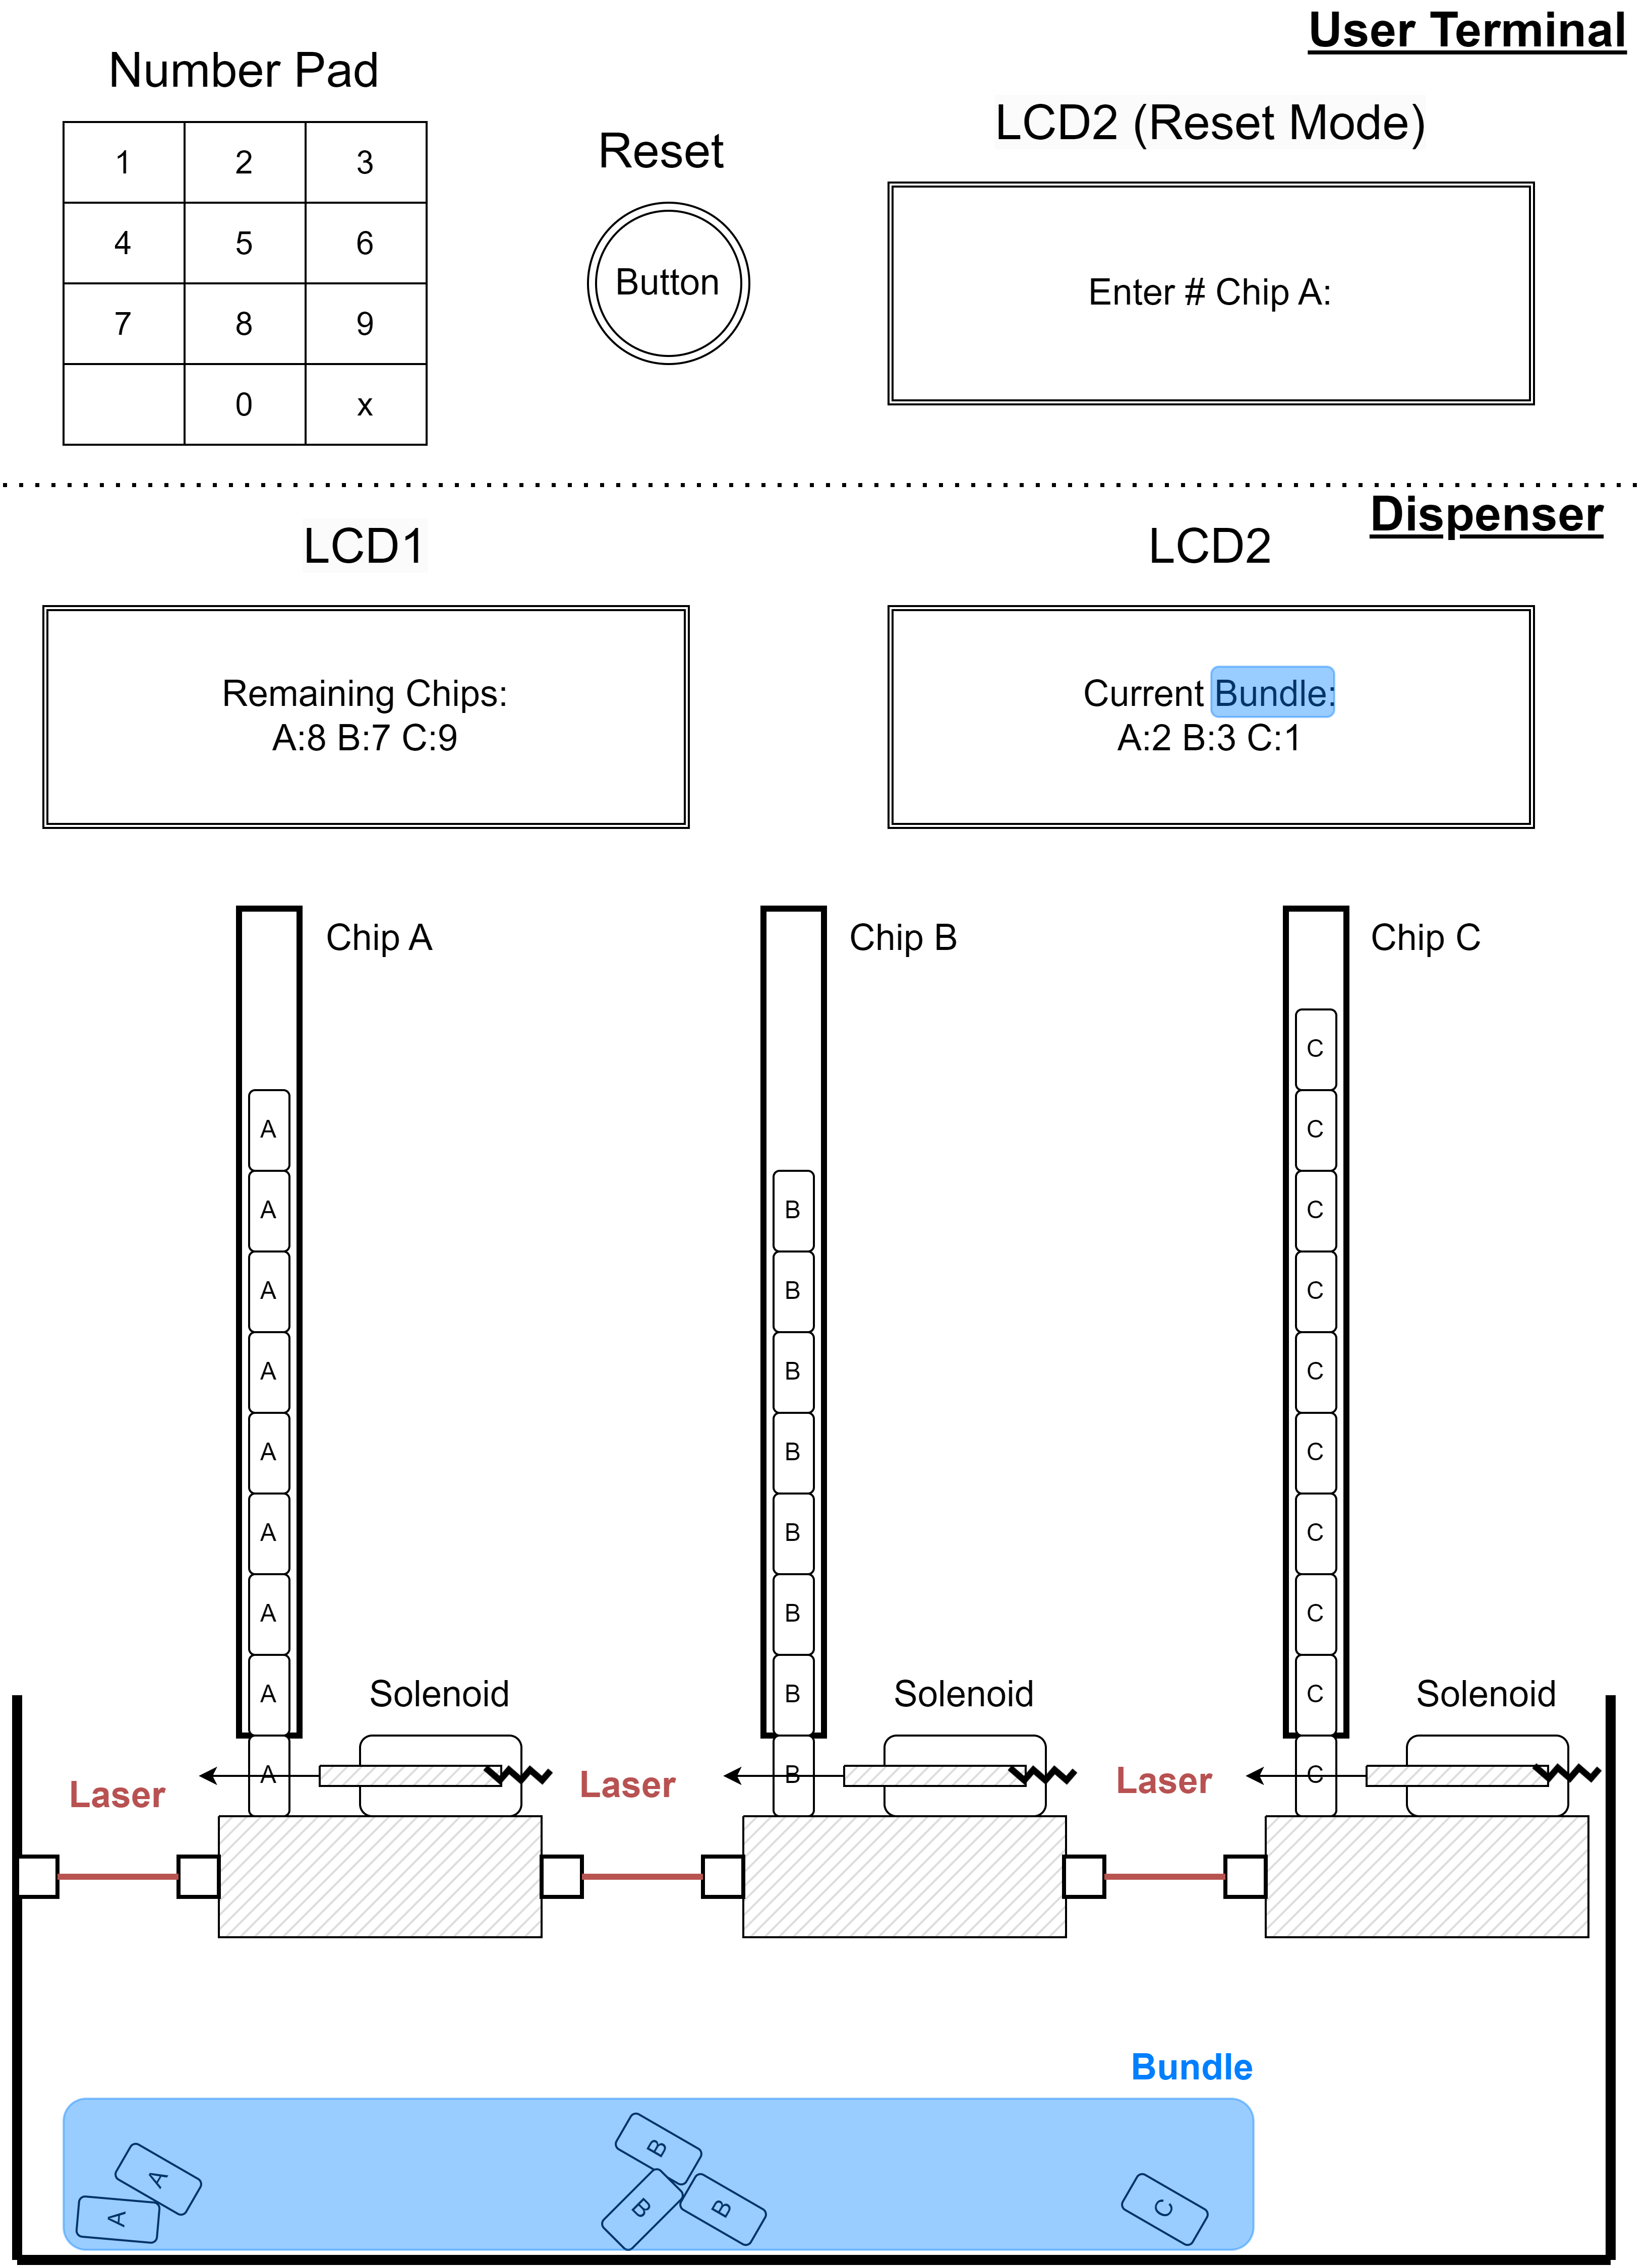 User Terminal
Number Pad
1 2 3
4 5 6
7 8 9
0 x
Reset
Button
LCD2 (Reset Mode)
Enter # Chip A:
Dispenser
LCD1
Remaining Chips:
A:8 B:7 C:9
LCD2
Current Bundle:
A:2 B:3 C:1
Chip A
Chip B
Chip C
C
A
C
A
B
C
A
B
C
A
B
C
A
B
C
A
B
C
A
B
C
A
B
C
Solenoid
Solenoid
Solenoid
A
B
C
Laser
Laser
Laser
Bundle
A
A
B
B
B
C